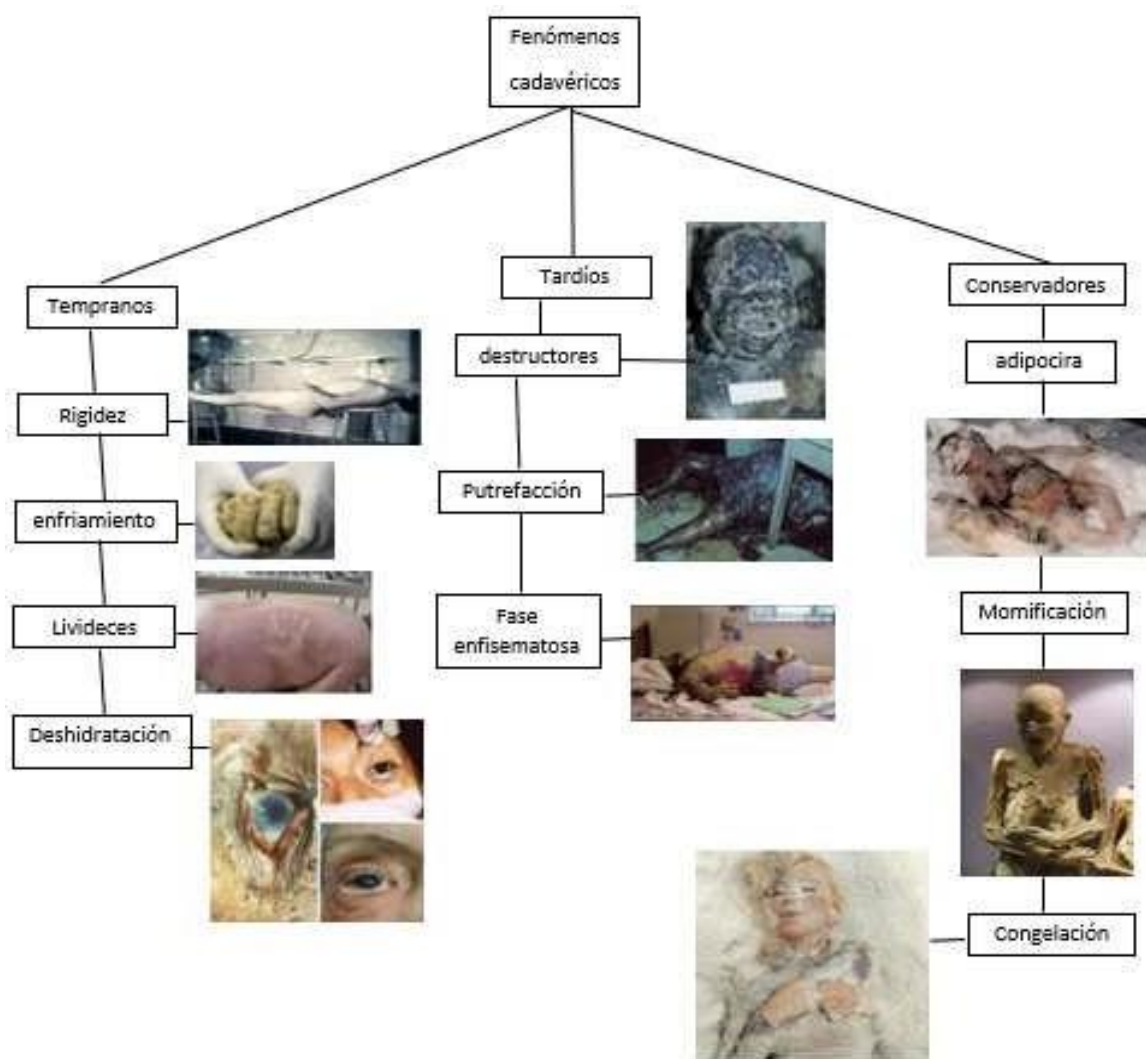 Fenómenos
cadavéricos
Tempranos
Rigidez
enfriamiento
Livideces
Deshidratación
Tardíos
destructores
Putrefacción
Fase
enfisematosa
Conservadores
adipocira
Momificación
Congelación